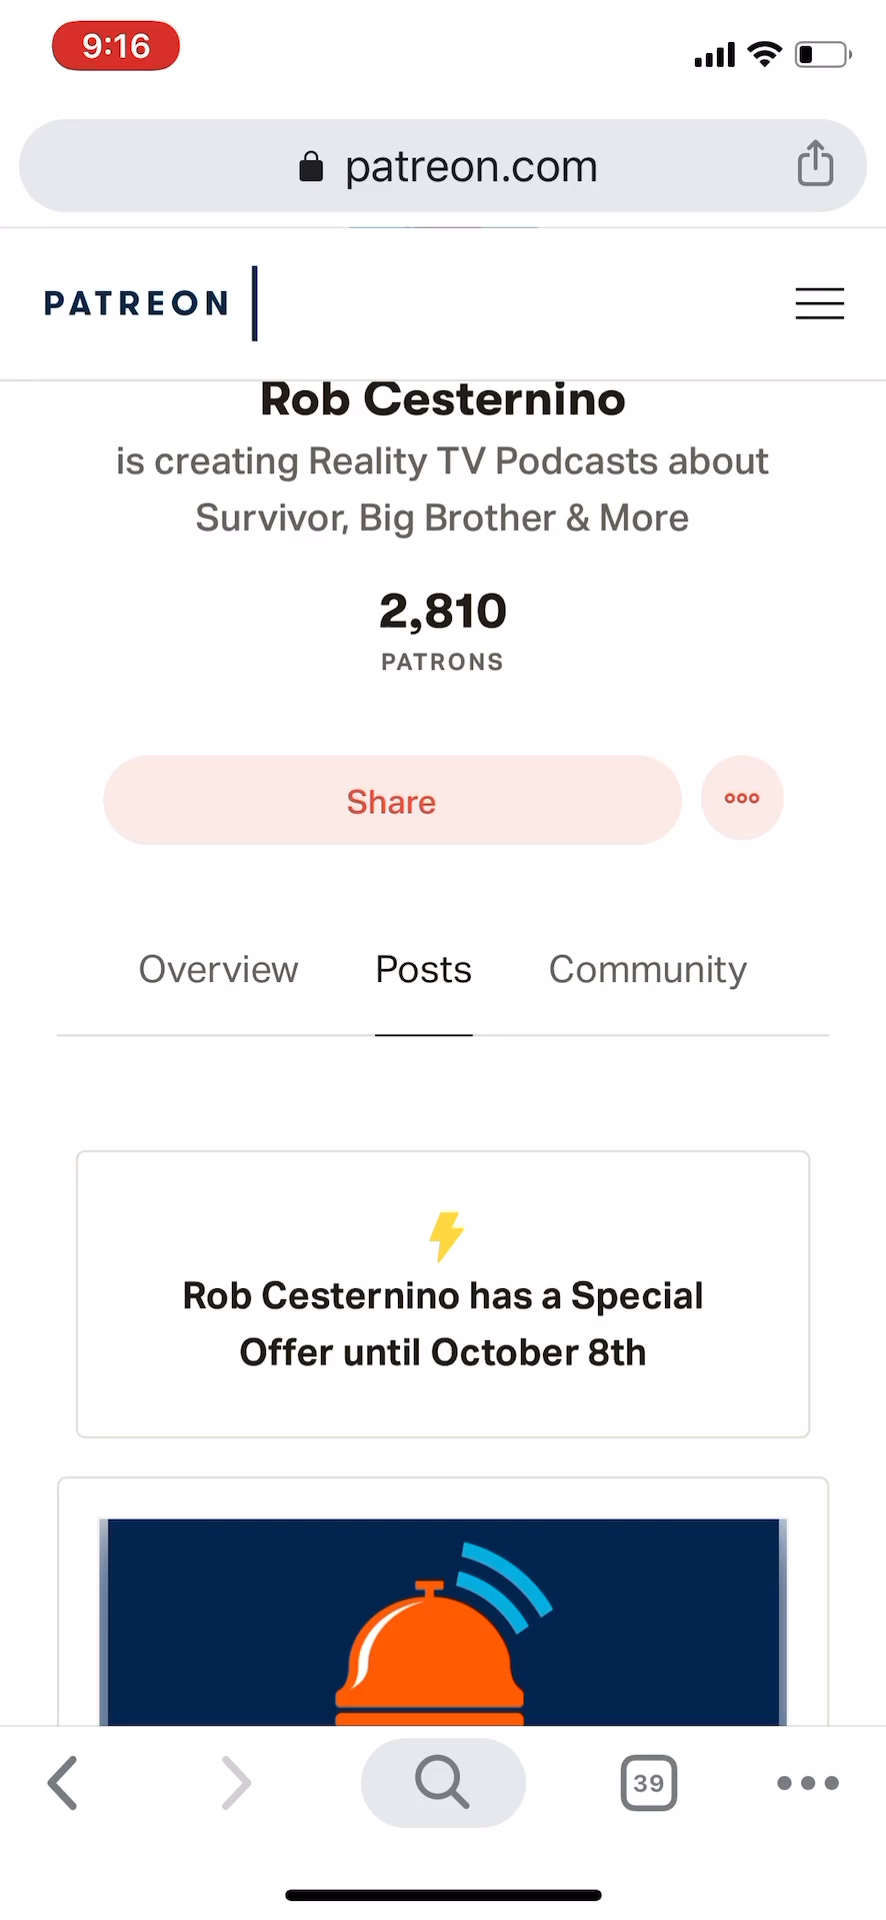 9:16
patreon.com
PATREON
Rob Cesternino
is creating Reality TV Podcasts about
Survivor, Big Brother & More
2,810
PATRONS
Share
Overview Posts Community
Rob Cesternino has a Special
Offer until October 8th
39